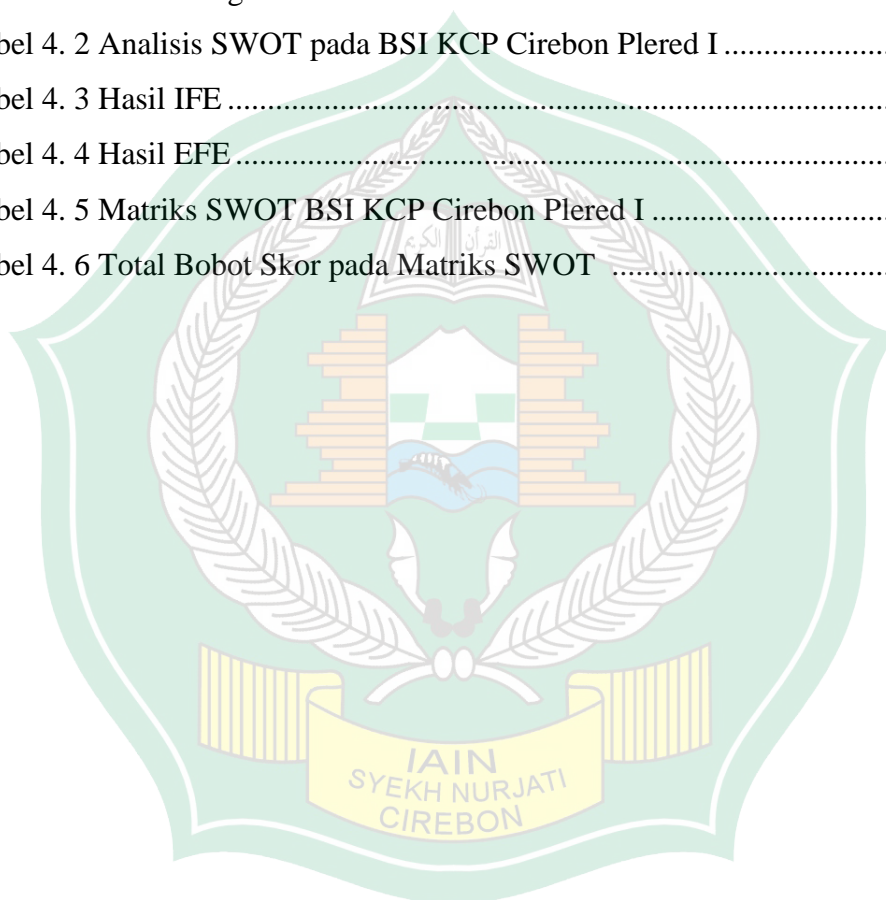 bel 4. 2 Analisis SWOT pada BSI KCP Cirebon Plered I ....................
bel 4. 3 Hasil IFE ....................................................................................
bel 4. 4 Hasil EFE ...................................................................................
bel 4. 5 Matriks SWOT BSI KCP Cirebon Plered I .............................
bel 4. 6 Total Bobot Skor pada Matriks SWOT ..................................
القرآن الكريم
IAIN
SYEKH NURJATI
CIREBON